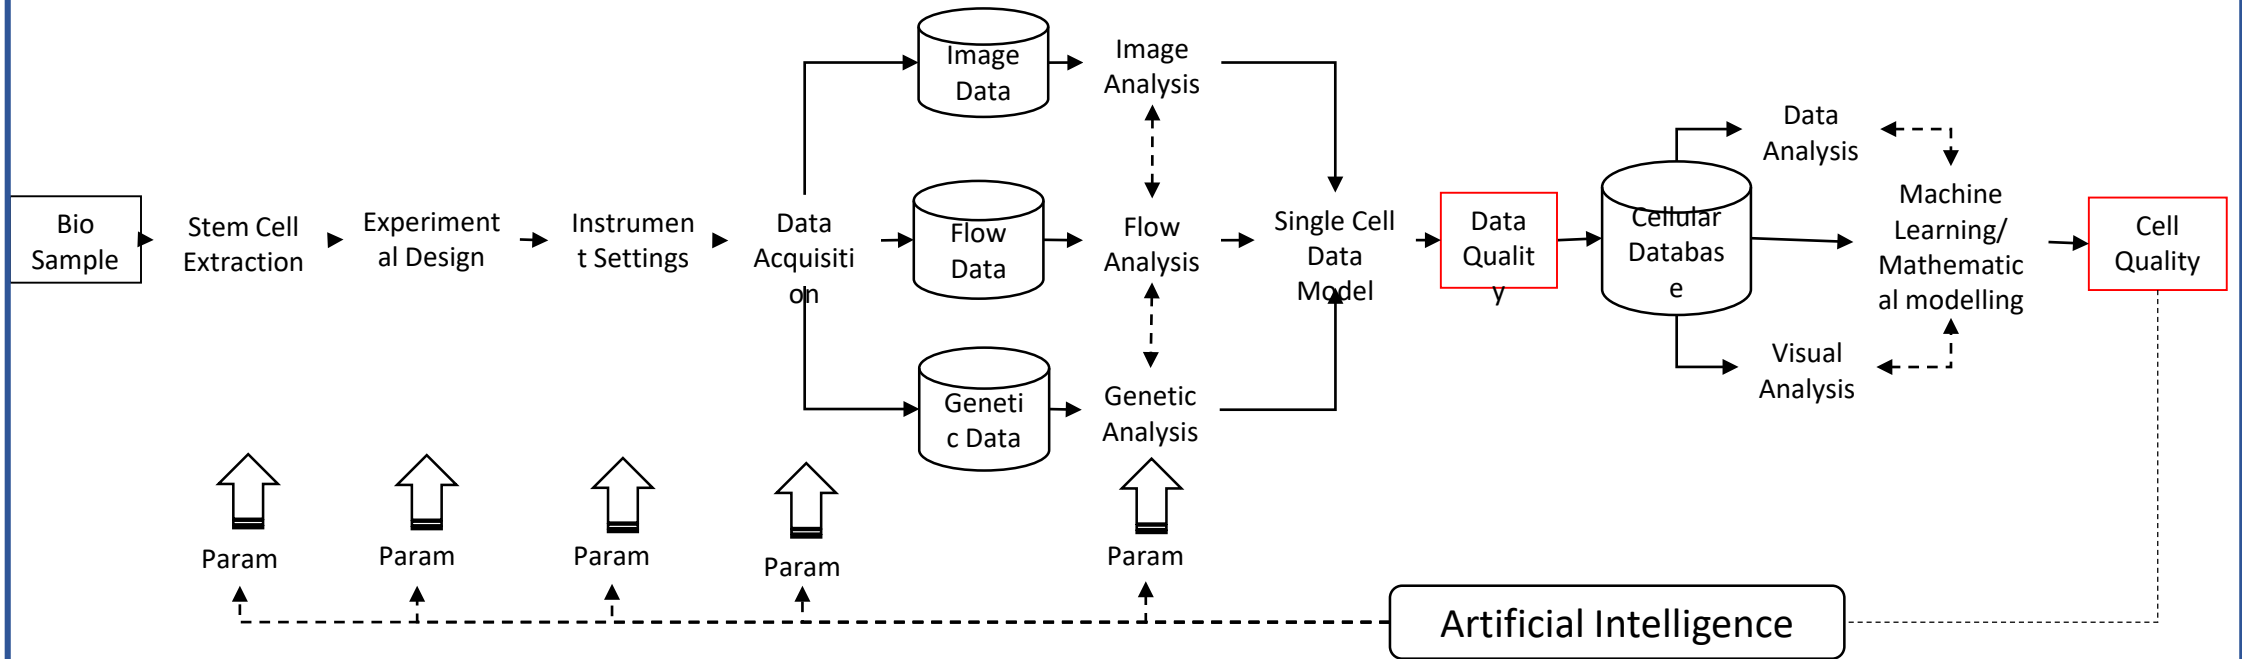 Bio
Sample
Stem Cell
Extraction
Experiment
al Design
Instrumen
t Settings
Data
Acquisiti
on
Image
Data
Flow
Data
Geneti
c Data
Image
Analysis
Flow
Analysis
Genetic
Analysis
Single Cell
Data
Model
Data
Qualit
y
Cellular
Databas
e
Data
Analysis
Machine
Learning/
Mathematic
al modelling
Visual
Analysis
Cell
Quality
Param
Param
Param
Param
Param
Artificial Intelligence